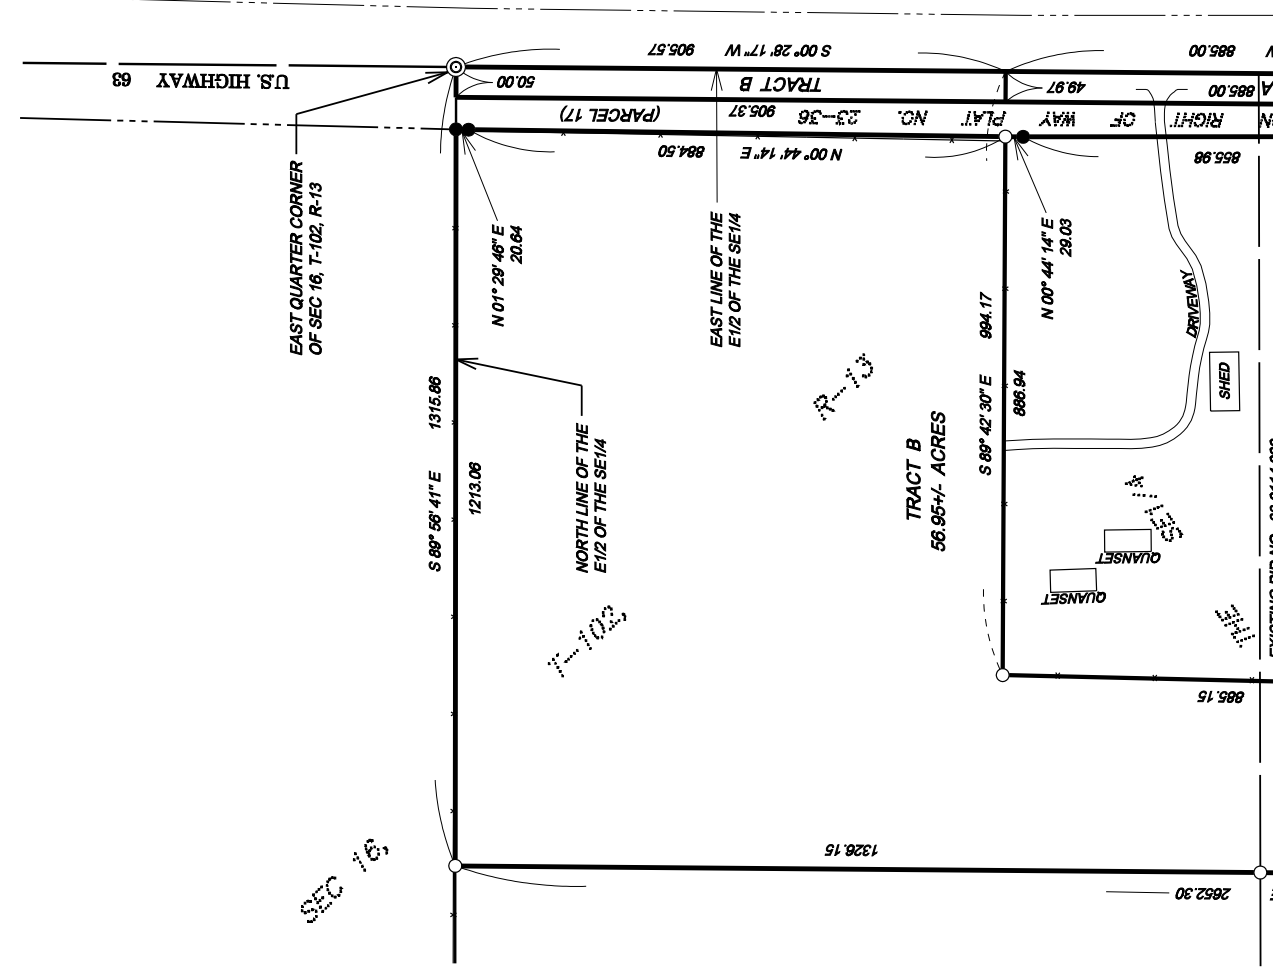 S 00° 28' 17" W 905.57
885.00
U.S. HIGHWAY 63
50.00
TRACT B
49.97
885.00
A
RIGHT OF WAY PLAT NO. 23-36 (PARCEL 17)
905.37
N 00° 44' 14" E 884.50
855.98
EAST QUARTER CORNER
OF SEC 16, T-102, R-13
N 01° 29' 46" E
20.64
EAST LINE OF THE
E1/2 OF THE SE1/4
N 00° 44' 14" E
29.03
DRIVEWAY
SHED
S 89° 56' 41" E 1315.86
1213.06
NORTH LINE OF THE
E1/2 OF THE SE1/4
R-13
TRACT B
56.95+/- ACRES
S 89° 42' 30" E 994.17
886.94
QUANSET
QUANSET
EXISTING PID NO.
T-102,
885.15
SEC 16,
1326.15
2652.30